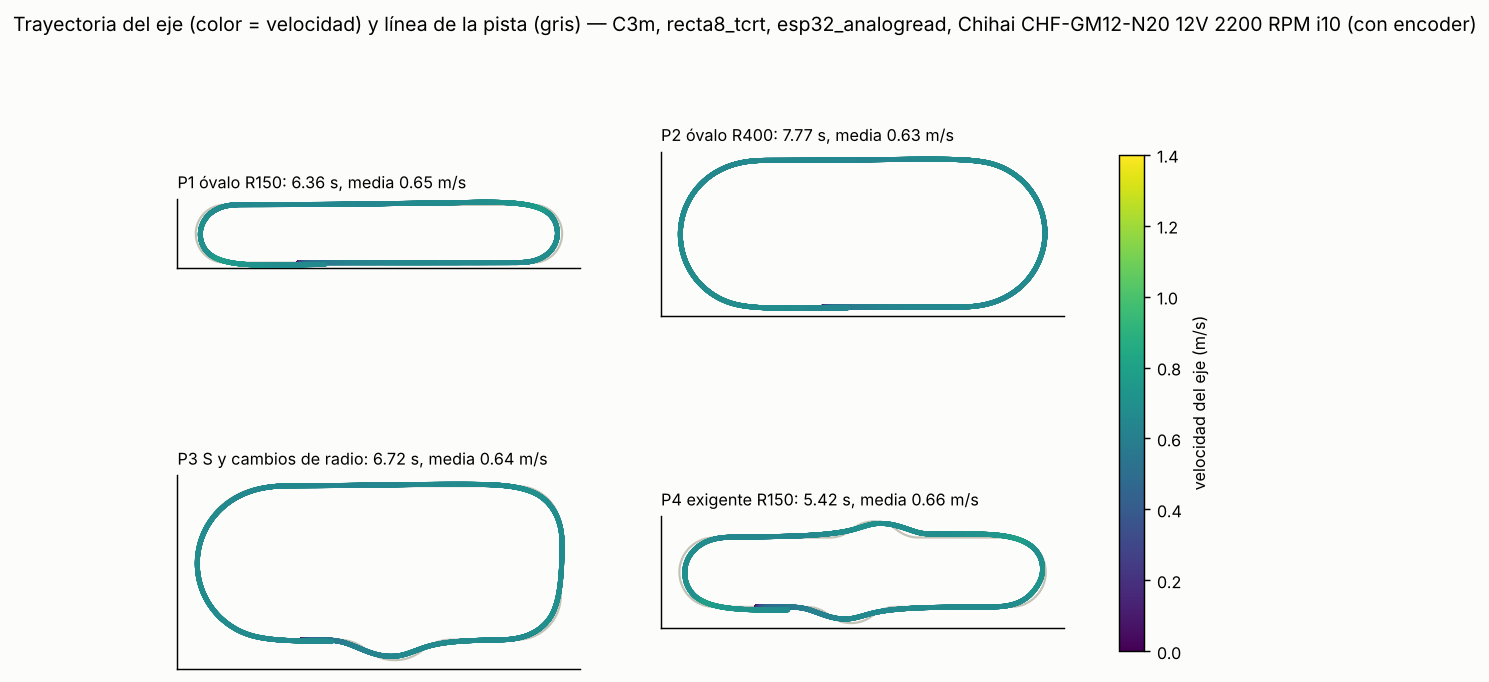 Trayectoria del eje (color = velocidad) y línea de la pista (gris) — C3m, recta8_tcrt, esp32_analogread, Chihai CHF-GM12-N20 12V 2200 RPM i10 (con encoder)
P1 óvalo R150: 6.36 s, media 0.65 m/s
P2 óvalo R400: 7.77 s, media 0.63 m/s
P3 S y cambios de radio: 6.72 s, media 0.64 m/s
P4 exigente R150: 5.42 s, media 0.66 m/s
1.4
1.2
1.0
0.8
0.6
0.4
0.2
0.0
velocidad del eje (m/s)